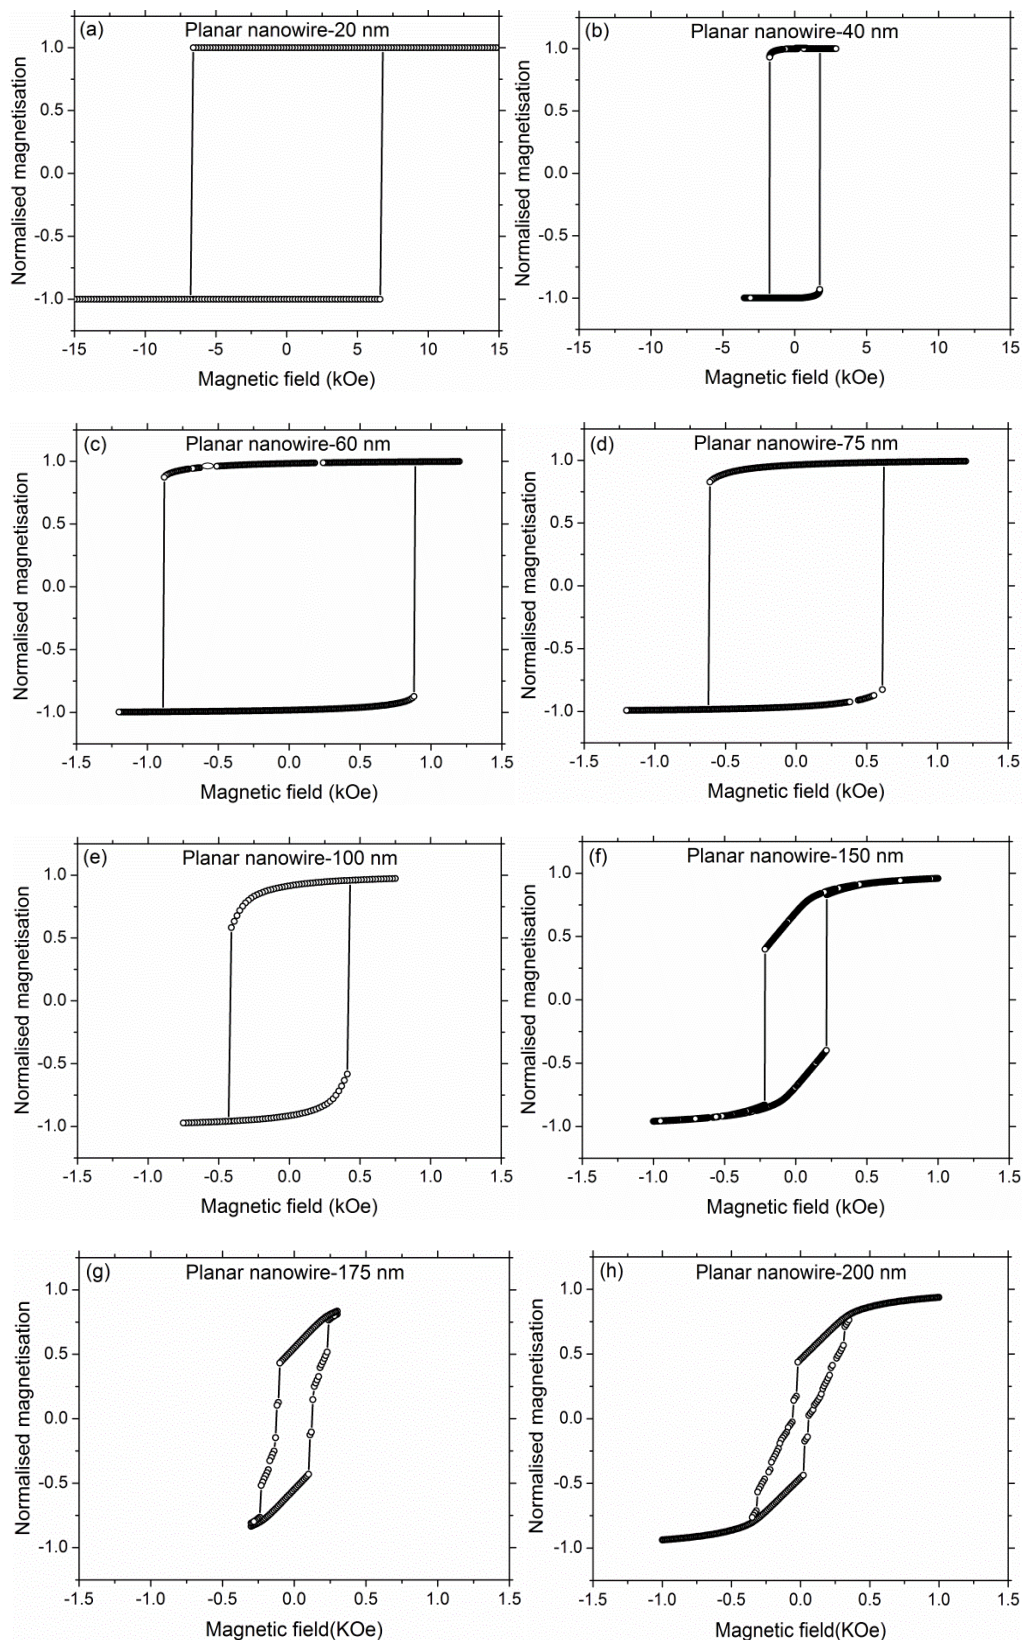 (a) Planar nanowire-20 nm
Normalised magnetisation
1.0
0.5
0.0
-0.5
-1.0
-15 -10 -5 0 5 10 15
Magnetic field (kOe)
(b) Planar nanowire-40 nm
Normalised magnetisation
1.0
0.5
0.0
-0.5
-1.0
-15 -10 -5 0 5 10 15
Magnetic field (kOe)
(c) Planar nanowire-60 nm
Normalised magnetisation
1.0
0.5
0.0
-0.5
-1.0
-1.5 -1.0 -0.5 0.0 0.5 1.0 1.5
Magnetic field (kOe)
(d) Planar nanowire-75 nm
Normalised magnetisation
1.0
0.5
0.0
-0.5
-1.0
-1.5 -1.0 -0.5 0.0 0.5 1.0 1.5
Magnetic field (kOe)
(e) Planar nanowire-100 nm
Normalised magnetisation
1.0
0.5
0.0
-0.5
-1.0
-1.5 -1.0 -0.5 0.0 0.5 1.0 1.5
Magnetic field (kOe)
(f) Planar nanowire-150 nm
Normalised magnetisation
1.0
0.5
0.0
-0.5
-1.0
-1.5 -1.0 -0.5 0.0 0.5 1.0 1.5
Magnetic field (kOe)
(g) Planar nanowire-175 nm
Normalised magnetisation
1.0
0.5
0.0
-0.5
-1.0
-1.5 -1.0 -0.5 0.0 0.5 1.0 1.5
Magnetic field(KOe)
(h) Planar nanowire-200 nm
Normalised magnetisation
1.0
0.5
0.0
-0.5
-1.0
-1.5 -1.0 -0.5 0.0 0.5 1.0 1.5
Magnetic field(KOe)